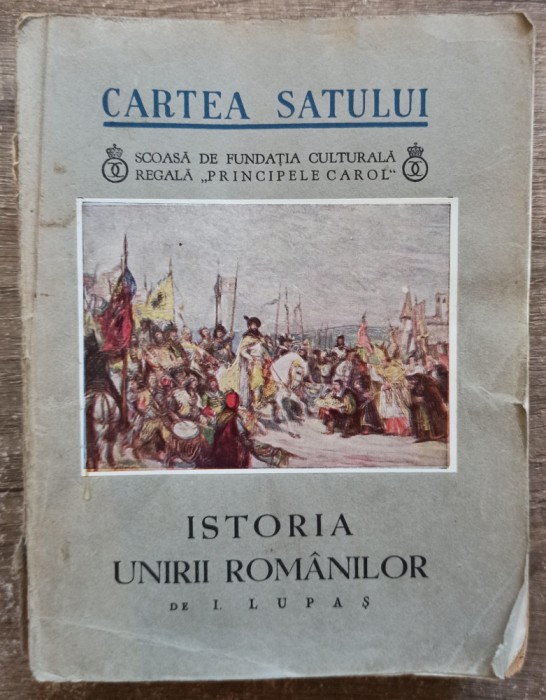 CARTEA SATULUI
SCOASĂ DE FUNDAȚIA CULTURALĂ
REGALĂ „PRINCIPELE CAROL“
ISTORIA
UNIRII ROMÂNILOR
DE I. LUPAȘ